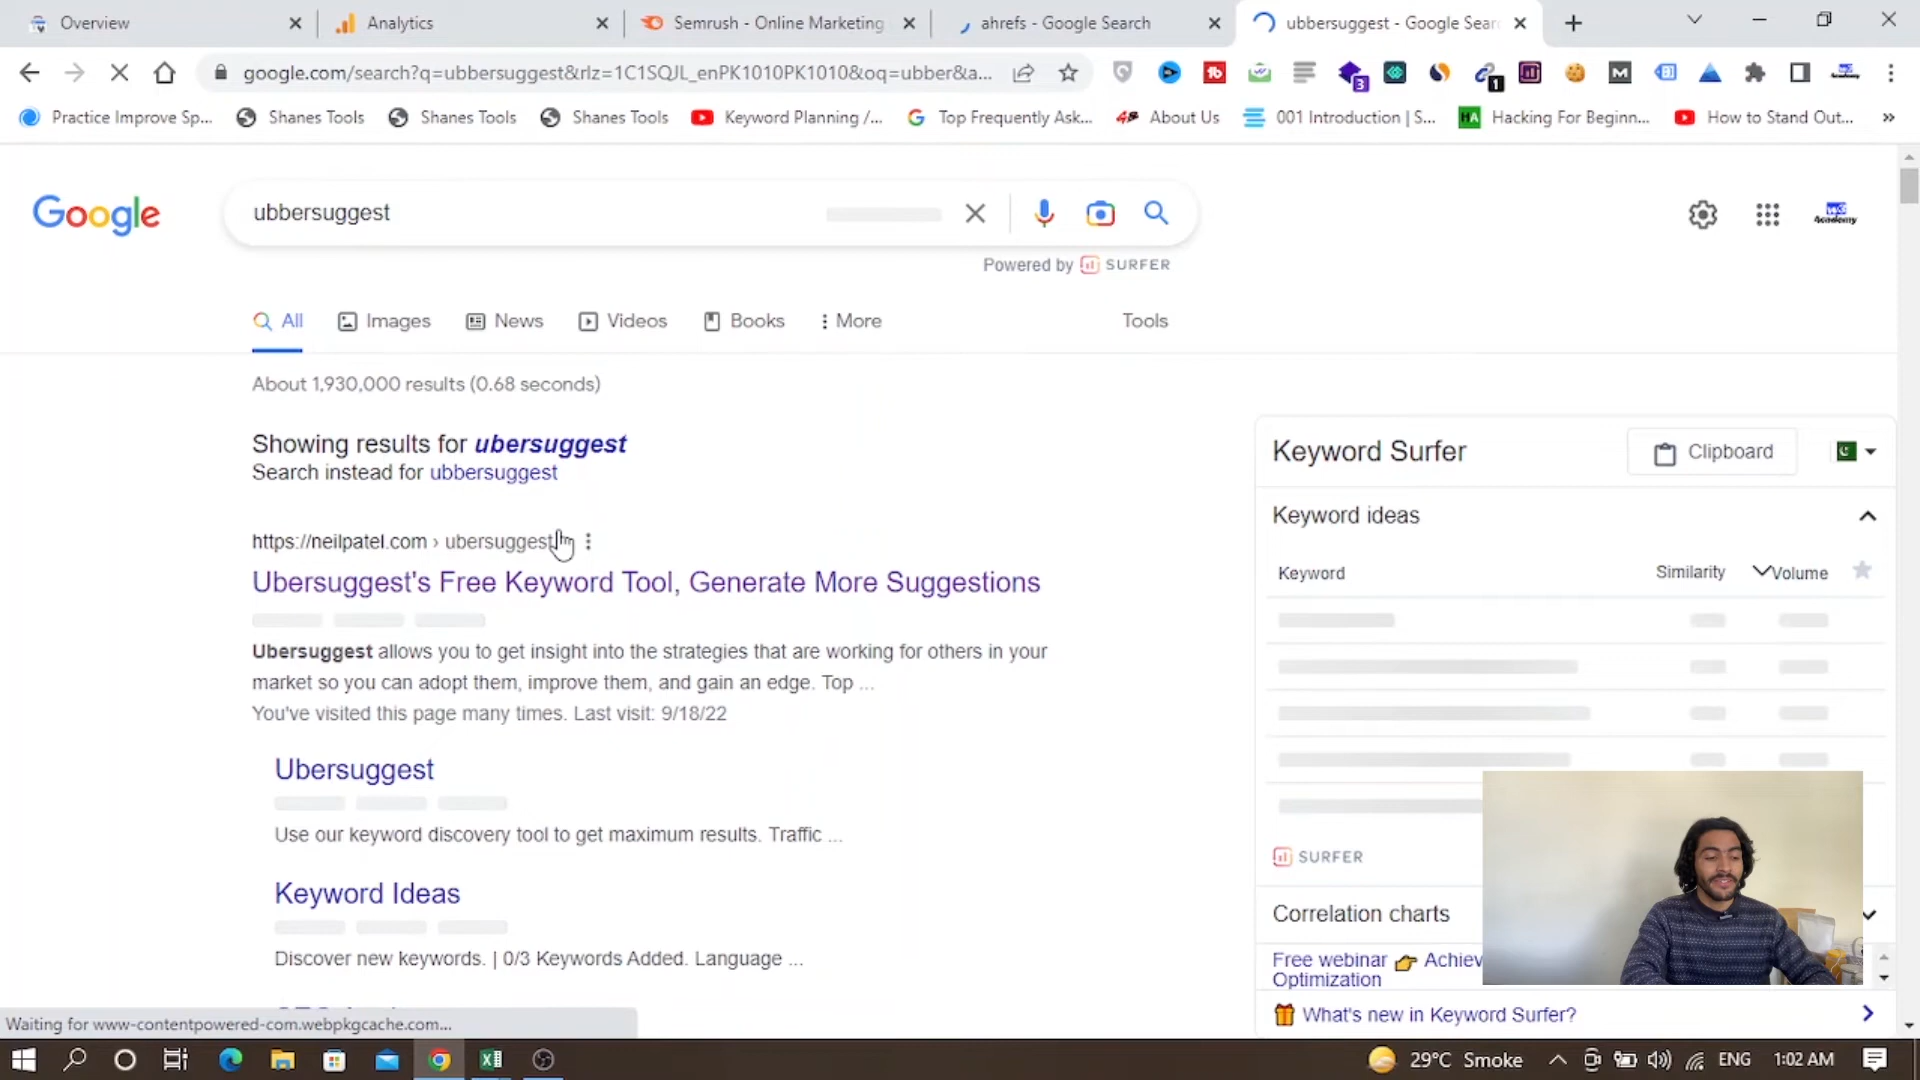 Overview
Analytics
Semrush - Online Marketing
ahrefs - Google Search
ubbersuggest - Google Sear
google.com/search?q=ubbersuggest&rlz=1C1SQJL_enPK1010PK1010&oq=ubber&a...
3
1
Practice Improve Sp...
Shanes Tools
Shanes Tools
Shanes Tools
Keyword Planning /...
Top Frequently Ask...
About Us
001 Introduction | S...
HA
Hacking For Beginn...
How to Stand Out...
»
Google
ubbersuggest
Academy
Powered by SURFER
All
Images
News
Videos
Books
More
Tools
About 1,930,000 results (0.68 seconds)
Showing results for ubersuggest
Search instead for ubbersuggest
https://neilpatel.com › ubersuggest
Ubersuggest's Free Keyword Tool, Generate More Suggestions
Ubersuggest allows you to get insight into the strategies that are working for others in your
market so you can adopt them, improve them, and gain an edge. Top ...
You've visited this page many times. Last visit: 9/18/22
Ubersuggest
Use our keyword discovery tool to get maximum results. Traffic ...
Keyword Ideas
Discover new keywords. | 0/3 Keywords Added. Language ...
Keyword Surfer
Clipboard
Keyword ideas
Keyword Similarity Volume
SURFER
Correlation charts
Free webinar 👉 Achiev
Optimization
What's new in Keyword Surfer?
Waiting for www-contentpowered-com.webpkgcache.com...
29°C Smoke
ENG
1:02 AM